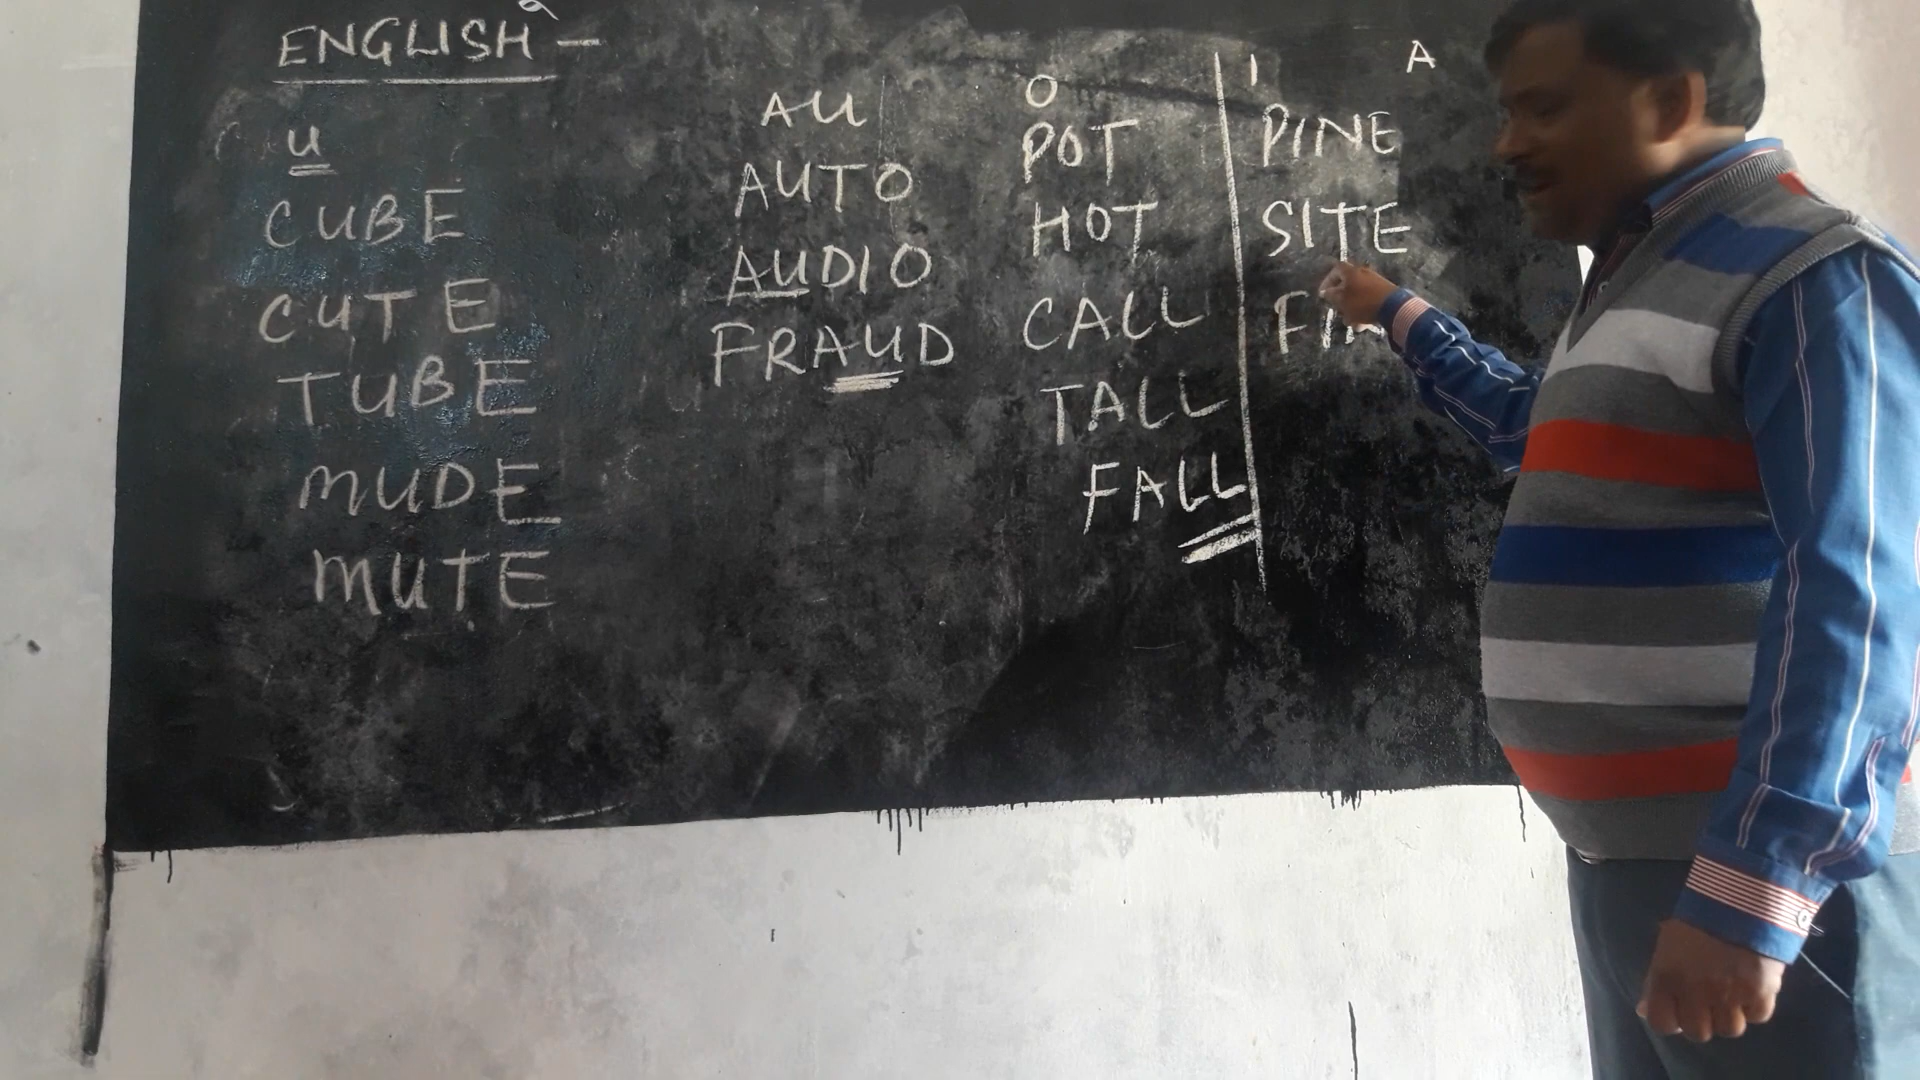 ENGLISH -
u
CUBE
CUTE
TUBE
MUDE
MUTE
AU
AUTO
AUDIO
FRAUD
O
POT
HOT
CALL
TALL
FALL
I
PINE
SITE
A